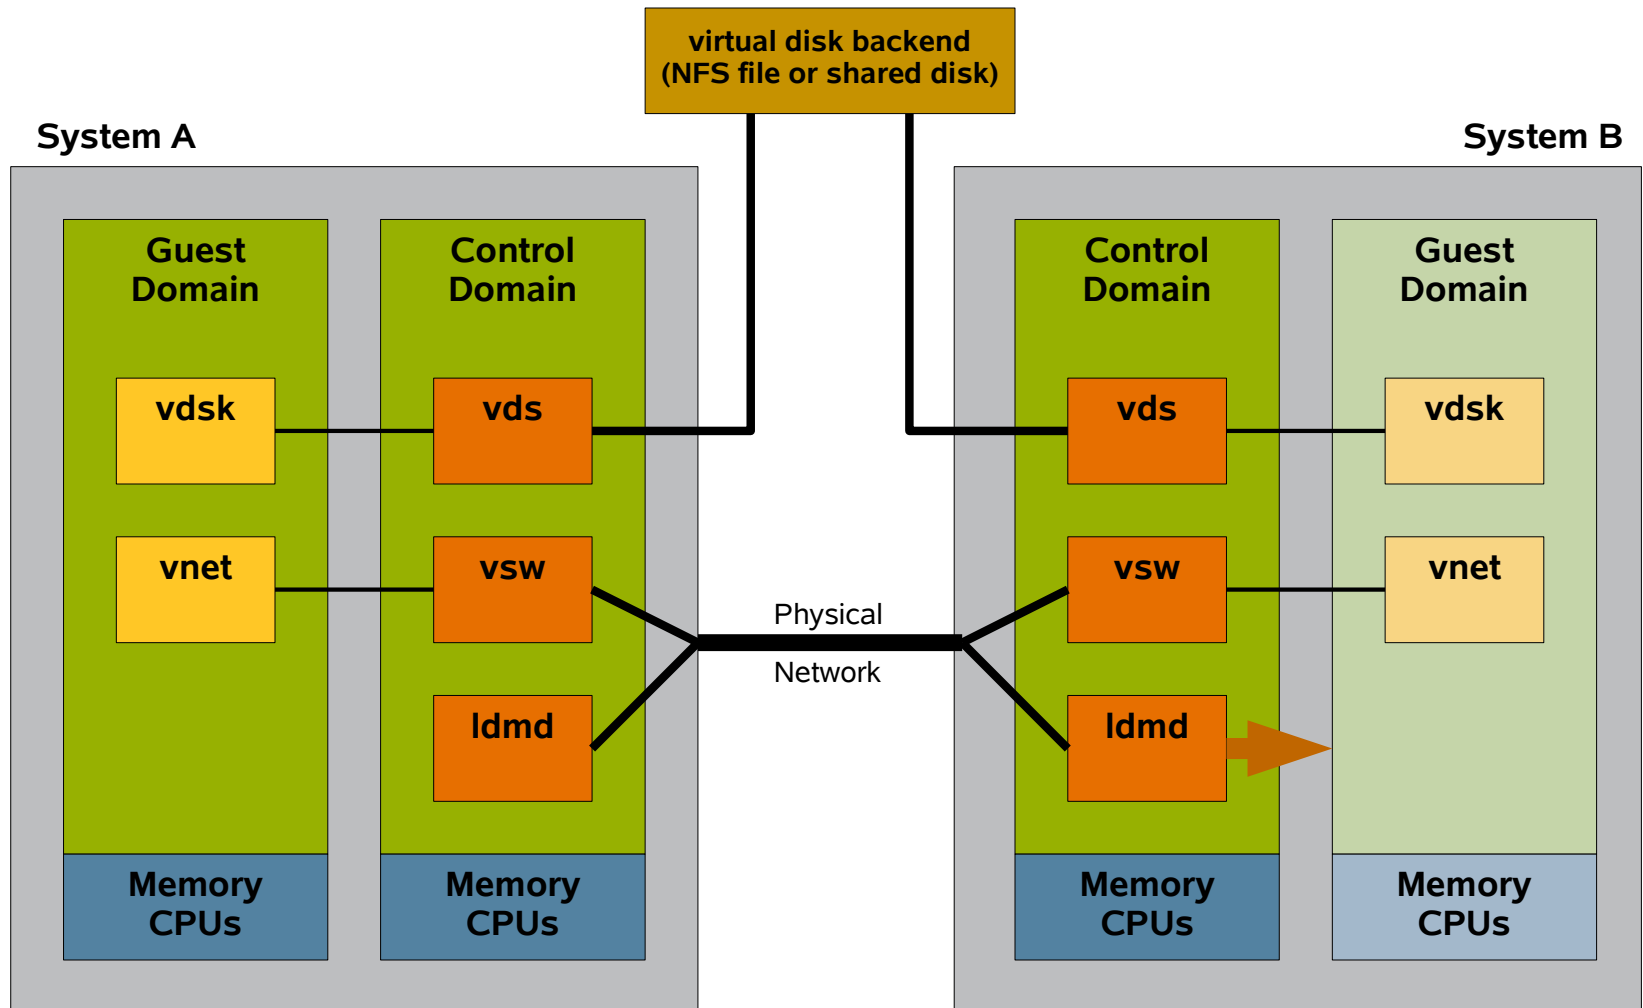 virtual disk backend
(NFS file or shared disk)
System A
System B
Guest
Domain
Control
Domain
Control
Domain
Guest
Domain
vdsk
vds
vds
vdsk
vnet
vsw
vsw
vnet
Physical
Network
ldmd
ldmd
Memory
CPUs
Memory
CPUs
Memory
CPUs
Memory
CPUs